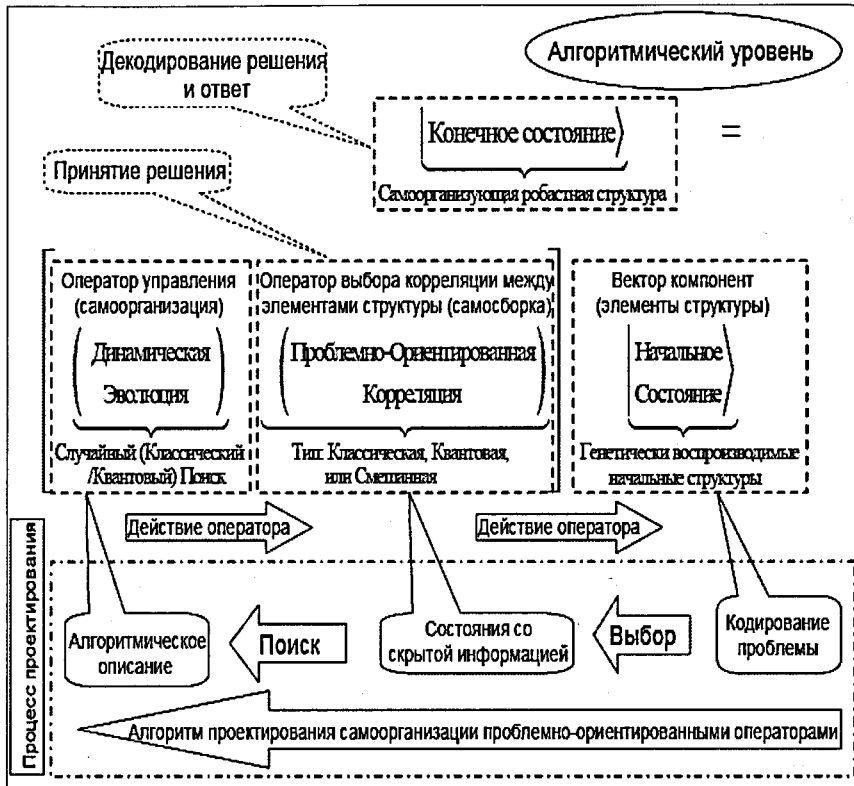 Алгоритмический уровень
Декодирование решения
и ответ
Конечное состояние
=
Самоорганизующая робастная структура
Принятие решения
Оператор управления
(самоорганизация)
Динамическая
Эволюция
Случайный (Классический
/Квантовый) Поиск
Оператор выбора корреляции между
элементами структуры (самосборка)
Проблемно-Ориентированная
Корреляция
Тип: Классическая, Квантовая,
или Смешанная
Вектор компонент
(элементы структуры)
Начальное
Состояние
Генетически воспроизводимые
начальные структуры
Действие оператора
Действие оператора
Процесс проектирования
Алгоритмическое
описание
Поиск
Состояния со
скрытой информацией
Выбор
Кодирование
проблемы
Алгоритм проектирования самоорганизации проблемно-ориентированными операторами